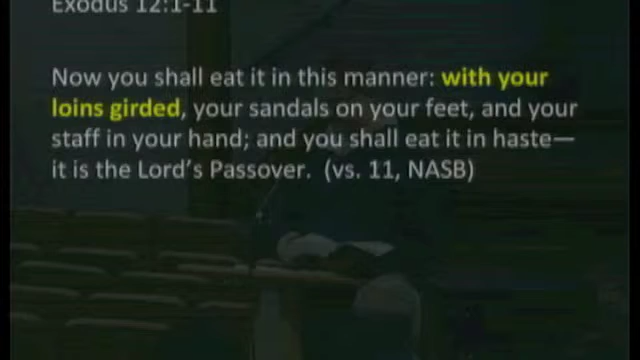 Exodus 12:1-11
Now you shall eat it in this manner: with your
loins girded, your sandals on your feet, and your
staff in your hand; and you shall eat it in haste—
it is the Lord's Passover.  (vs. 11, NASB)